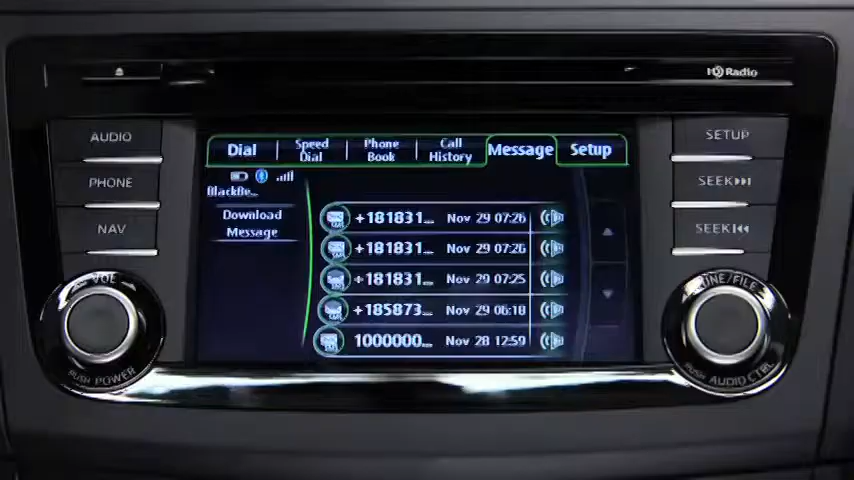 HD Radio
AUDIO
PHONE
NAV
VOL
PUSH POWER
SETUP
SEEK
SEEK
TUNE/FILE
PUSH AUDIO CTRL
Dial
Speed Dial
Phone Book
Call History
Message
Setup
BlackBe...
Download
Message
+181831... Nov 29 07:26
+181831... Nov 29 07:26
+181831... Nov 29 07:25
+185873... Nov 29 06:18
1000000... Nov 28 12:59